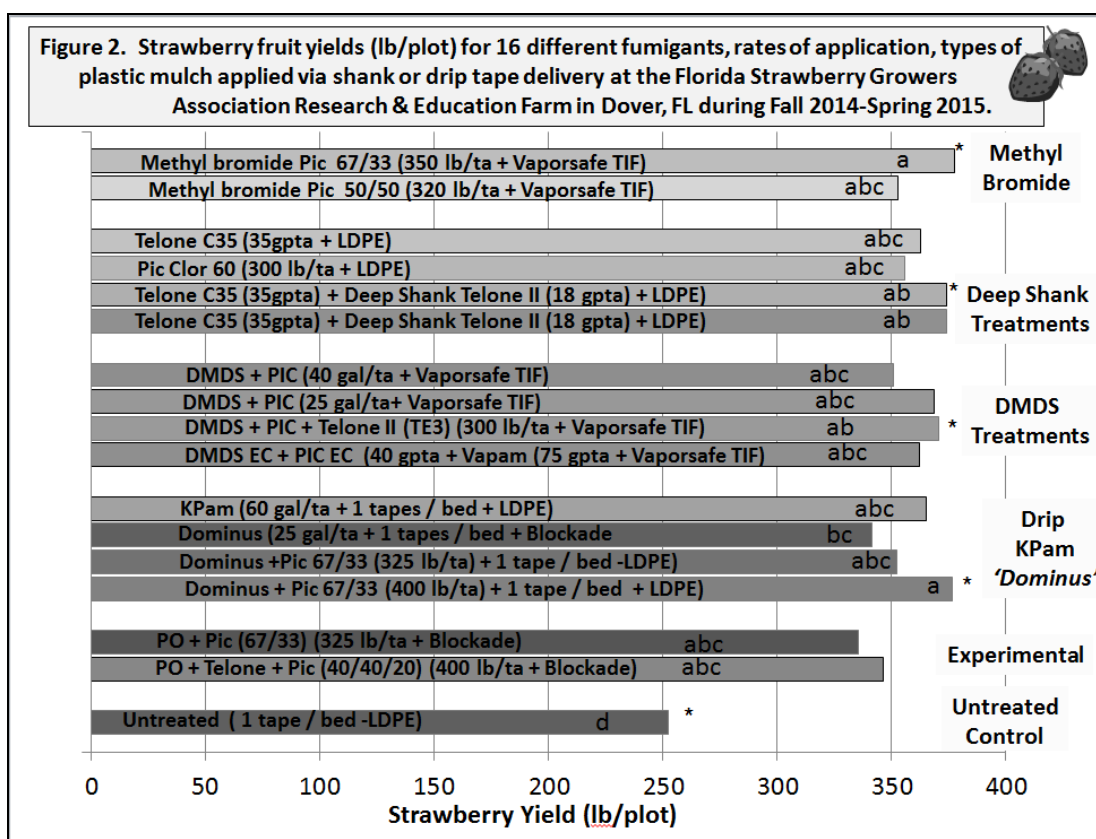 Figure 2. Strawberry fruit yields (lb/plot) for 16 different fumigants, rates of application, types of
plastic mulch applied via shank or drip tape delivery at the Florida Strawberry Growers
Association Research & Education Farm in Dover, FL during Fall 2014-Spring 2015.
Methyl bromide Pic 67/33 (350 lb/ta + Vaporsafe TIF) a *
Methyl bromide Pic 50/50 (320 lb/ta + Vaporsafe TIF) abc
Methyl
Bromide
Telone C35 (35gpta + LDPE) abc
Pic Clor 60 (300 lb/ta + LDPE) abc
Telone C35 (35gpta) + Deep Shank Telone II (18 gpta) + LDPE) ab *
Telone C35 (35gpta) + Deep Shank Telone II (18 gpta) + LDPE) ab
Deep Shank
Treatments
DMDS + PIC (40 gal/ta + Vaporsafe TIF) abc
DMDS + PIC (25 gal/ta+ Vaporsafe TIF) abc
DMDS + PIC + Telone II (TE3) (300 lb/ta + Vaporsafe TIF) ab *
DMDS EC + PIC EC (40 gpta + Vapam (75 gpta + Vaporsafe TIF) abc
DMDS
Treatments
KPam (60 gal/ta + 1 tapes / bed + LDPE) abc
Dominus (25 gal/ta + 1 tapes / bed + Blockade bc
Dominus +Pic 67/33 (325 lb/ta) + 1 tape / bed -LDPE) abc
Dominus + Pic 67/33 (400 lb/ta) + 1 tape / bed + LDPE) a *
Drip
KPam
‘Dominus’
PO + Pic (67/33) (325 lb/ta + Blockade) abc
PO + Telone + Pic (40/40/20) (400 lb/ta + Blockade) abc
Experimental
Untreated ( 1 tape / bed -LDPE) d *
Untreated
Control
0 50 100 150 200 250 300 350 400
Strawberry Yield (lb/plot)